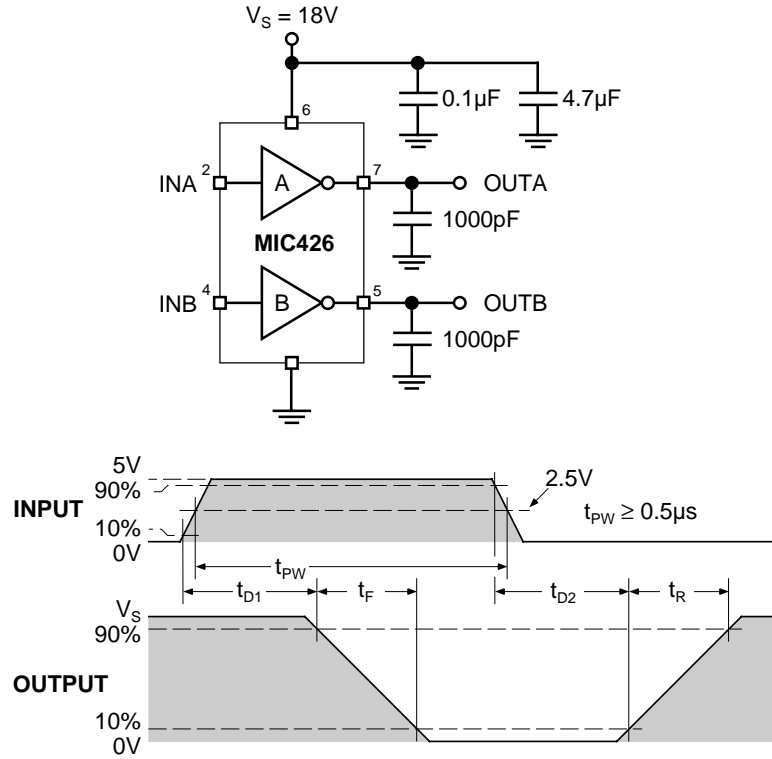 V_S = 18V
6
0.1µF
4.7µF
INA
2
A
7
OUTA
1000pF
MIC426
INB
4
B
5
OUTB
1000pF
5V
90%
2.5V
INPUT
t_PW ≥ 0.5µs
10%
0V
t_PW
t_D1
t_F
t_D2
t_R
V_S
90%
OUTPUT
10%
0V